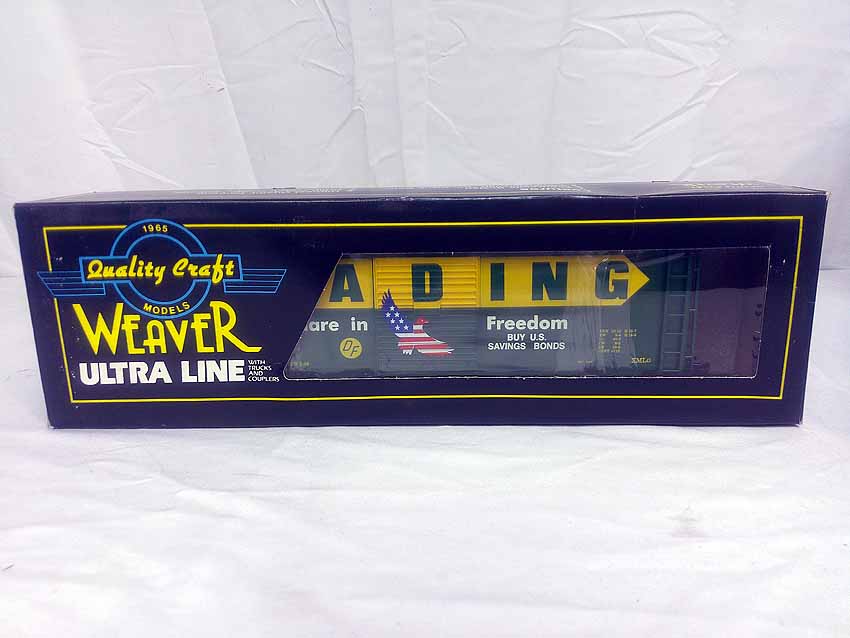 1965
Quality Craft
MODELS
WEAVER
ULTRA LINE
WITH
TRUCKS
AND
COUPLERS
ADING
are in Freedom
DF
BUY U.S.
SAVINGS BONDS
XML